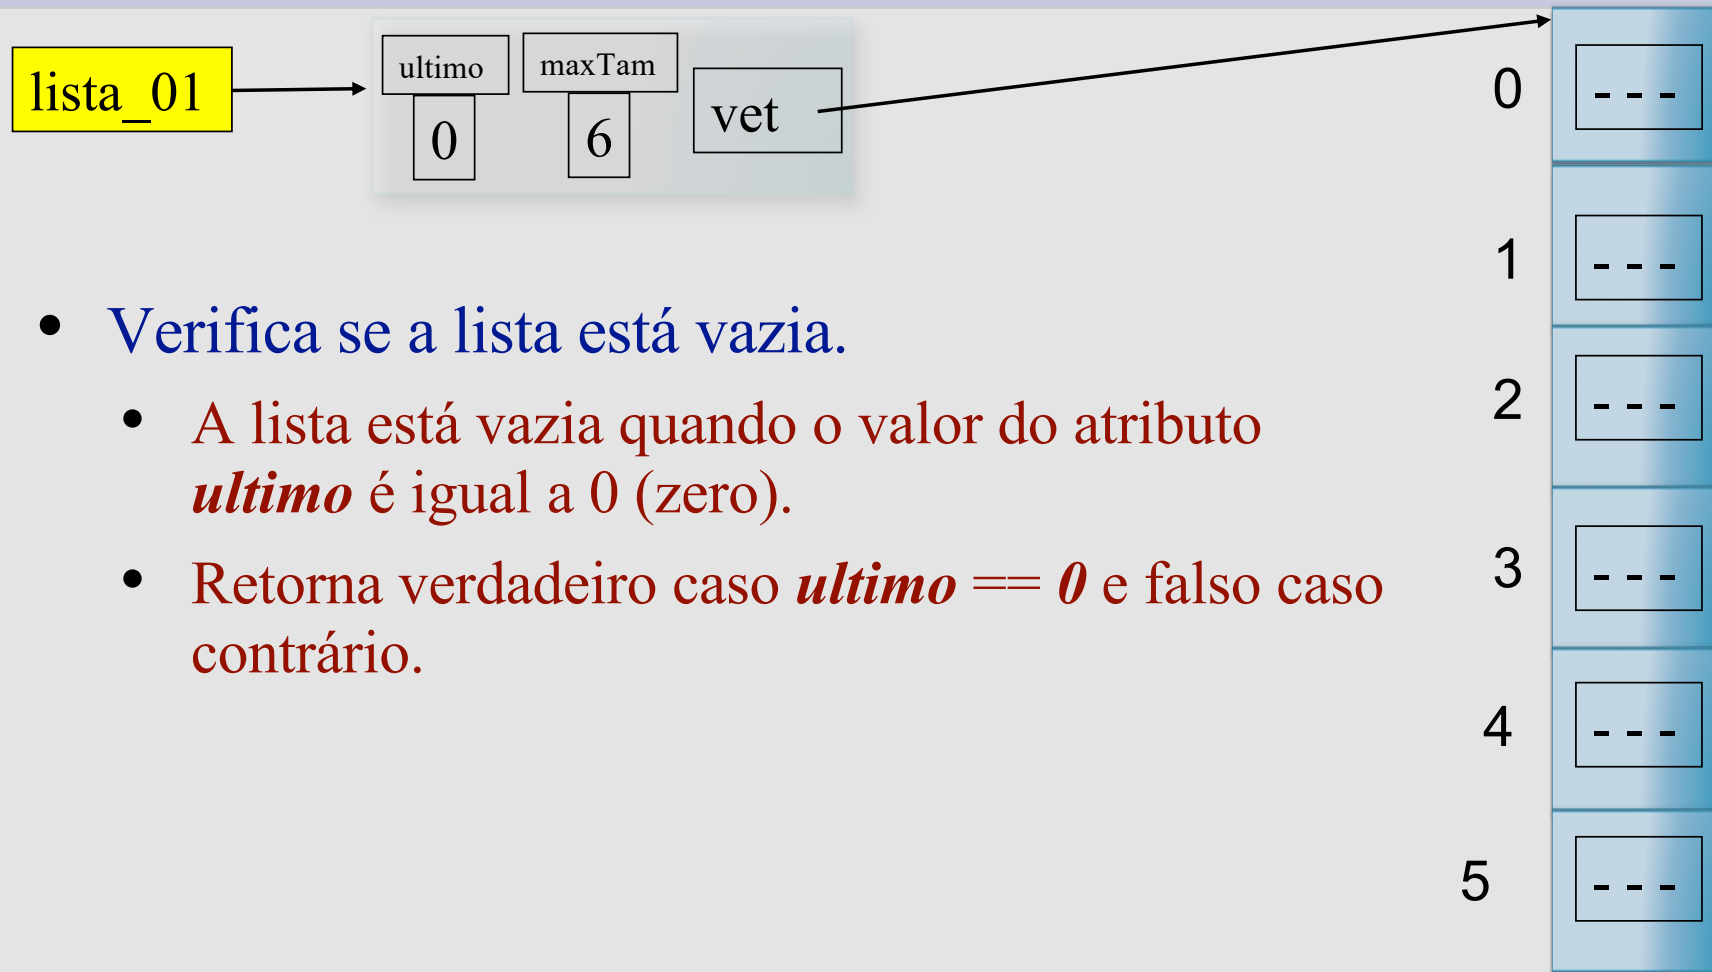 lista_01
ultimo
maxTam
0
6
vet
0
- - -
1
- - -
• Verifica se a lista está vazia.
2
- - -
• A lista está vazia quando o valor do atributo
ultimo é igual a 0 (zero).
3
- - -
• Retorna verdadeiro caso ultimo == 0 e falso caso
contrário.
4
- - -
5
- - -